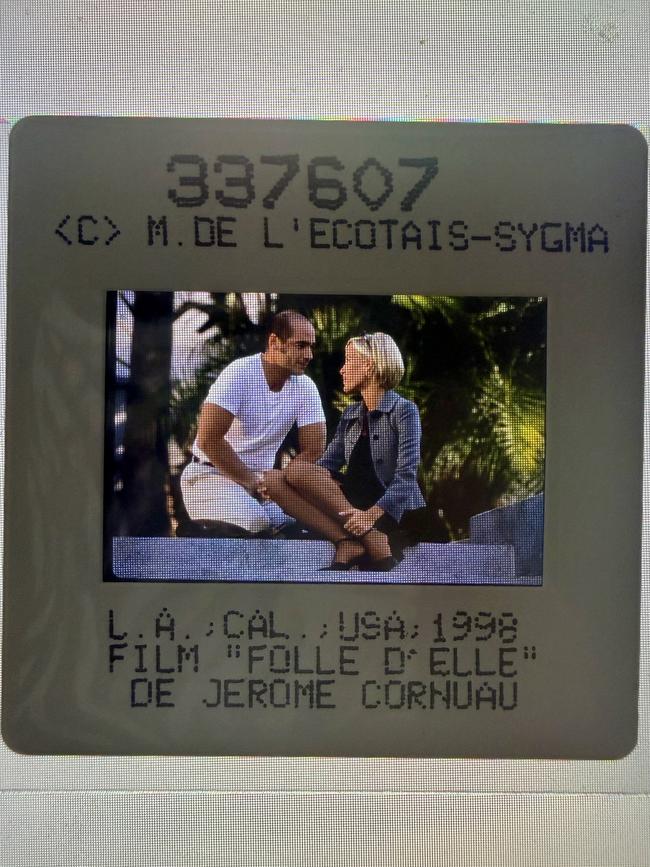 337607
<C> M.DE L'ECOTAIS-SYGMA
L.A.;CAL.;USA;1998
FILM "FOLLE D'ELLE"
DE JEROME CORNUAU